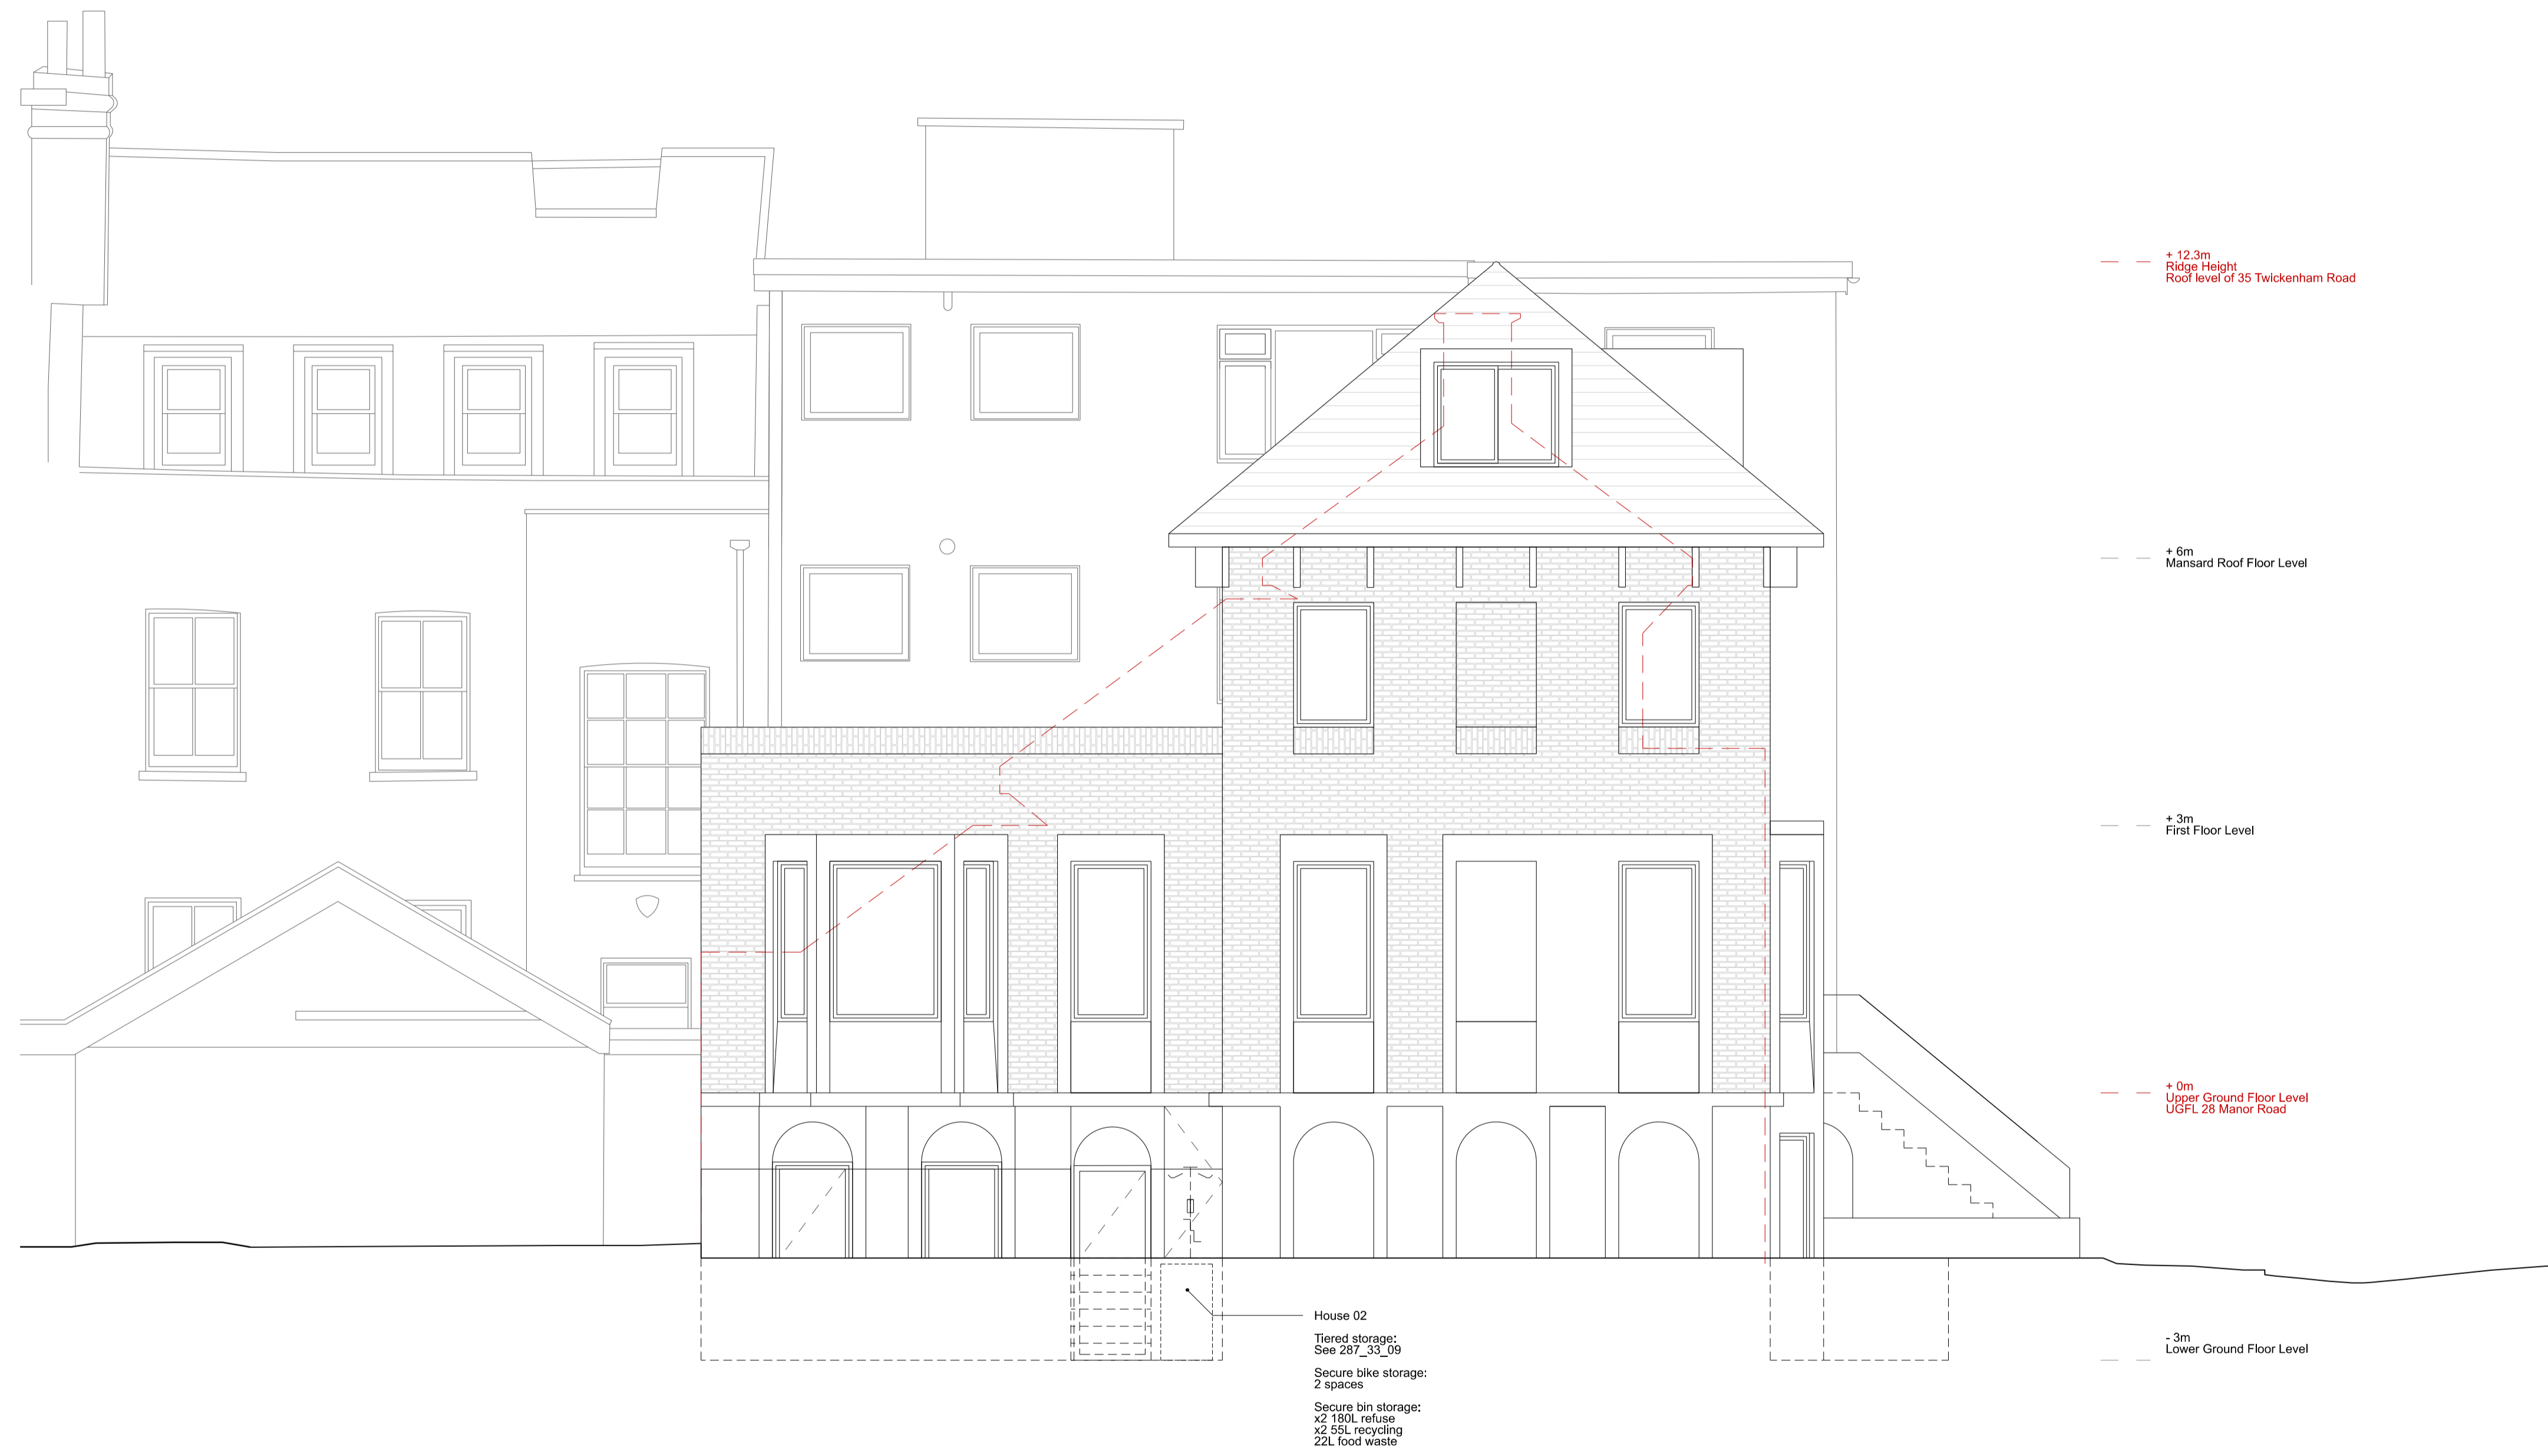 + 12.3m
Ridge Height
Roof level of 35 Twickenham Road
+ 6m
Mansard Roof Floor Level
+ 3m
First Floor Level
+ 0m
Upper Ground Floor Level
UGFL 28 Manor Road
- 3m
Lower Ground Floor Level
House 02
Tiered storage:
See 287_33_09
Secure bike storage:
2 spaces
Secure bin storage:
x2 180L refuse
x2 55L recycling
22L food waste